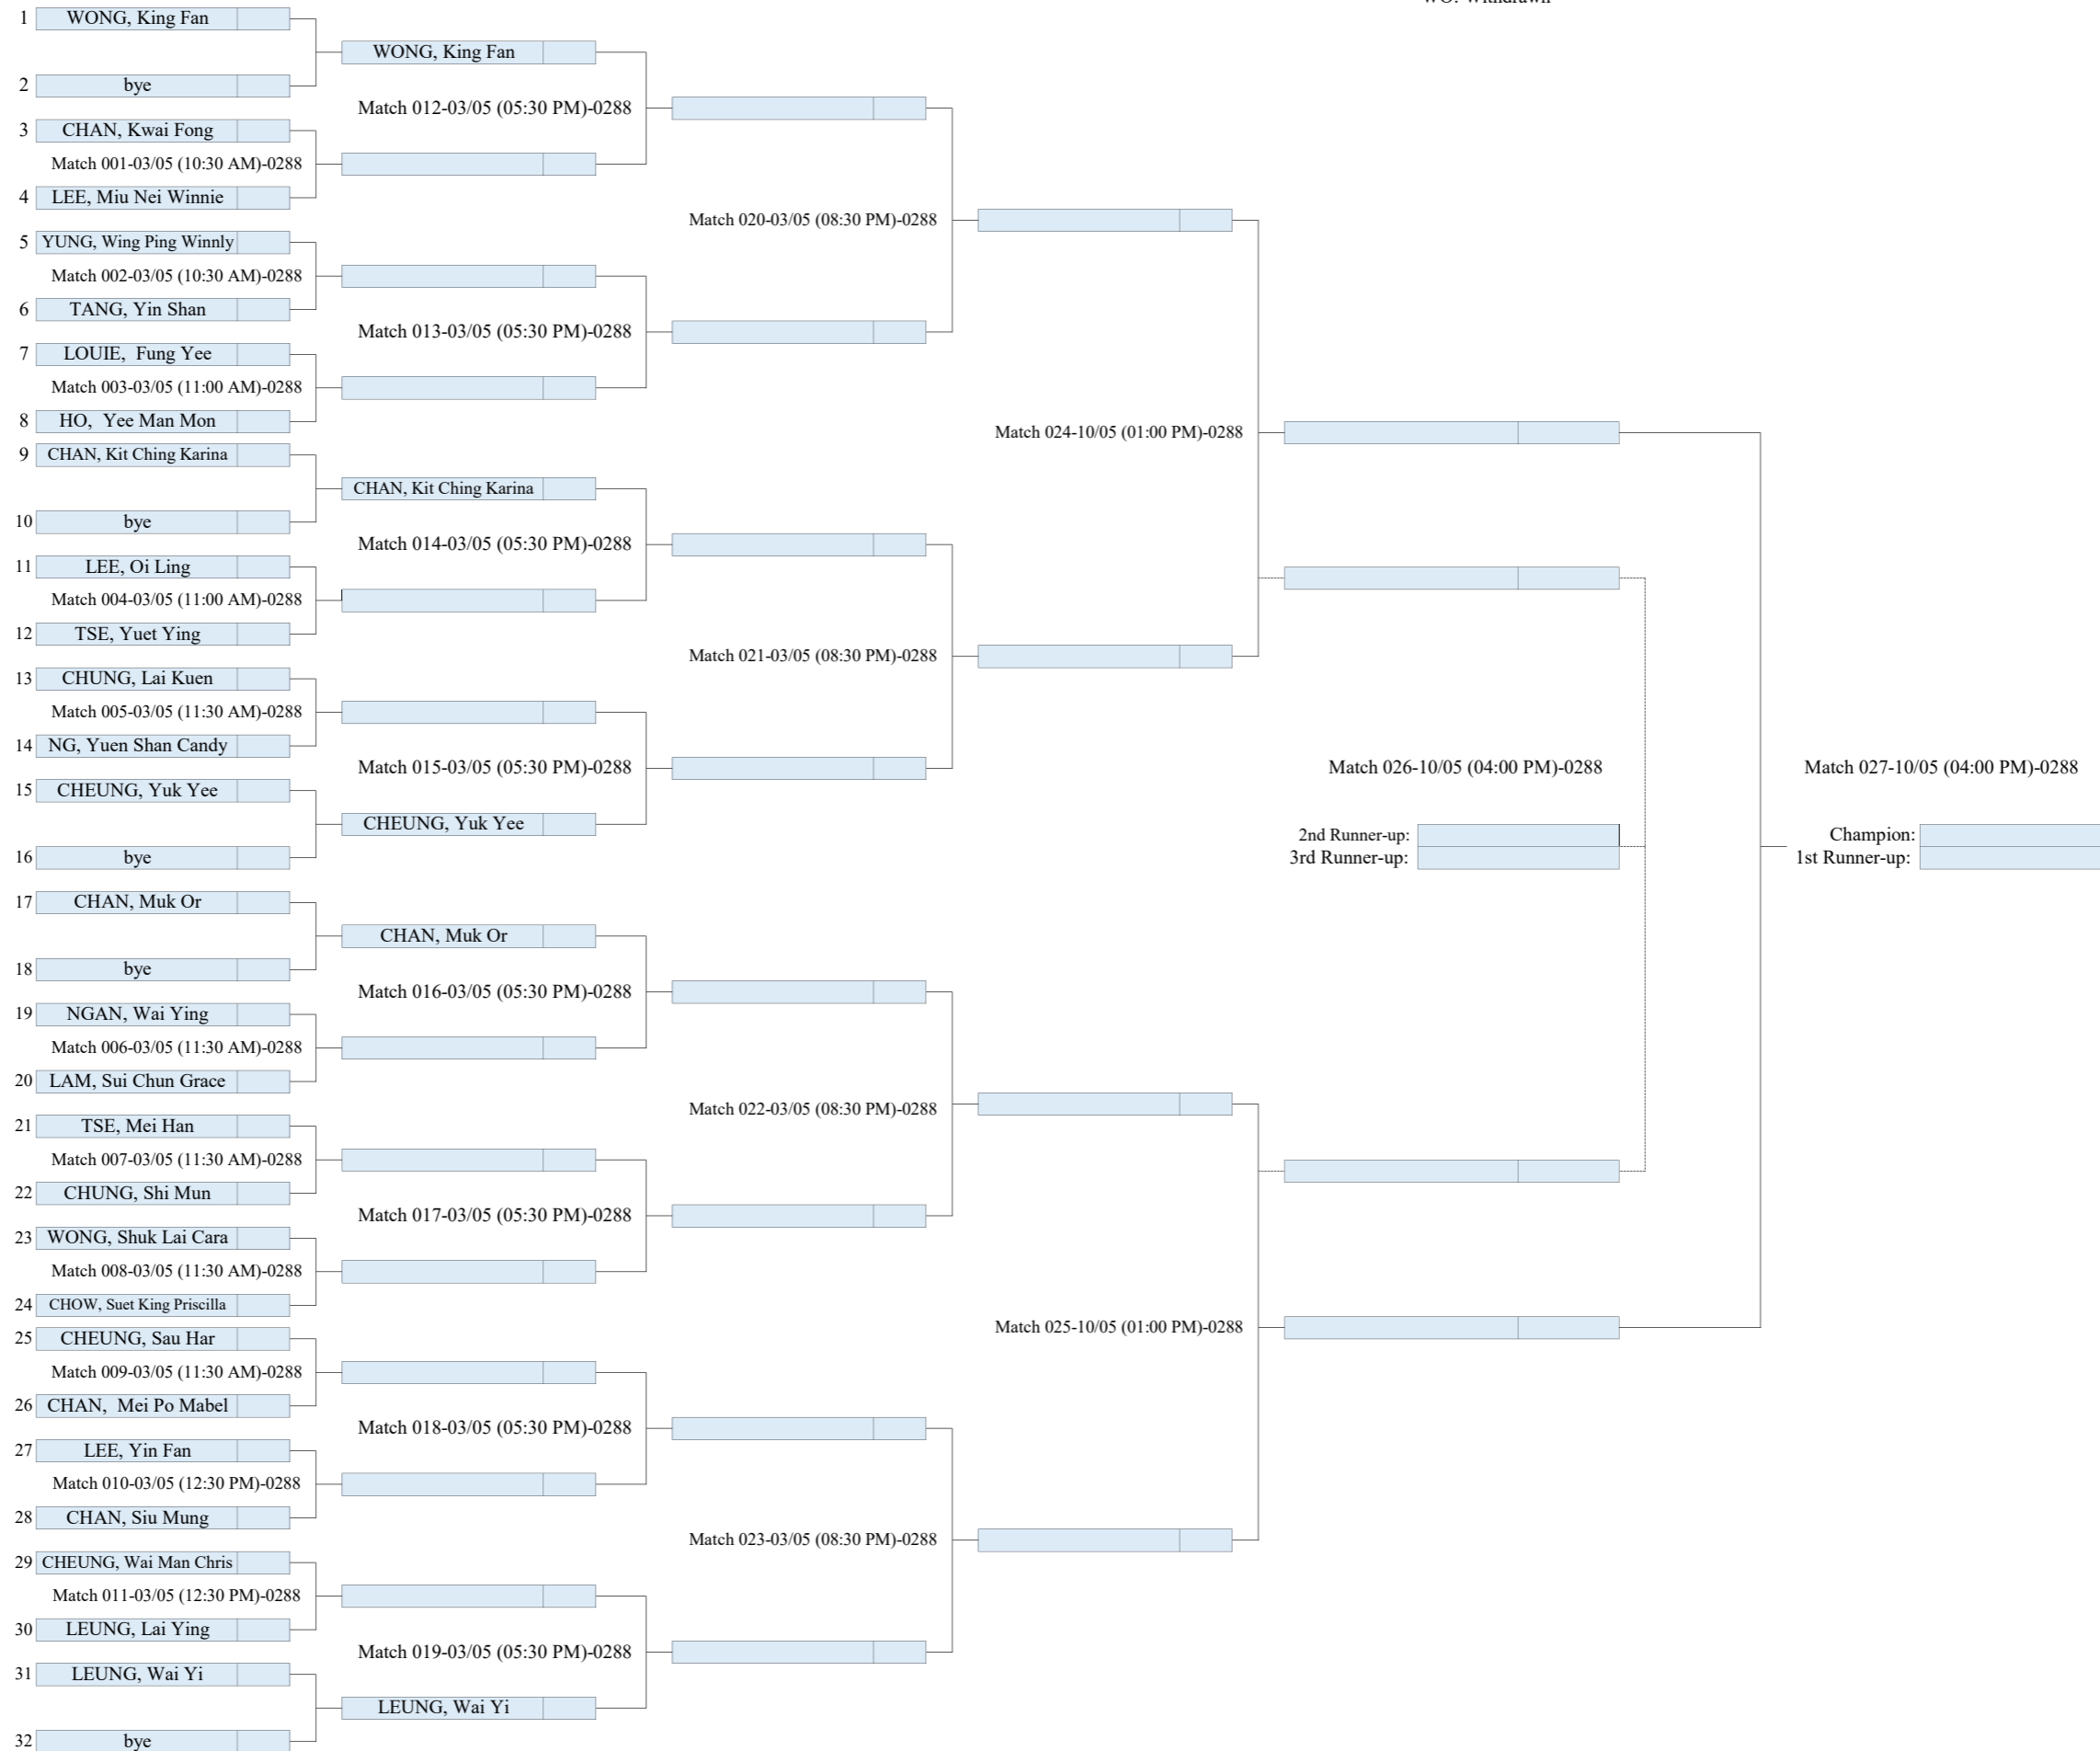 WO: Withdrawn
1 WONG, King Fan
WONG, King Fan
2 bye
Match 012-03/05 (05:30 PM)-0288
3 CHAN, Kwai Fong
Match 001-03/05 (10:30 AM)-0288
4 LEE, Miu Nei Winnie
Match 020-03/05 (08:30 PM)-0288
5 YUNG, Wing Ping Winnly
Match 002-03/05 (10:30 AM)-0288
6 TANG, Yin Shan
Match 013-03/05 (05:30 PM)-0288
7 LOUIE, Fung Yee
Match 003-03/05 (11:00 AM)-0288
8 HO, Yee Man Mon
Match 024-10/05 (01:00 PM)-0288
9 CHAN, Kit Ching Karina
CHAN, Kit Ching Karina
10 bye
Match 014-03/05 (05:30 PM)-0288
11 LEE, Oi Ling
Match 004-03/05 (11:00 AM)-0288
12 TSE, Yuet Ying
Match 021-03/05 (08:30 PM)-0288
13 CHUNG, Lai Kuen
Match 005-03/05 (11:30 AM)-0288
14 NG, Yuen Shan Candy
Match 015-03/05 (05:30 PM)-0288
Match 026-10/05 (04:00 PM)-0288
Match 027-10/05 (04:00 PM)-0288
15 CHEUNG, Yuk Yee
CHEUNG, Yuk Yee
2nd Runner-up:
Champion:
16 bye
3rd Runner-up:
1st Runner-up:
17 CHAN, Muk Or
CHAN, Muk Or
18 bye
Match 016-03/05 (05:30 PM)-0288
19 NGAN, Wai Ying
Match 006-03/05 (11:30 AM)-0288
20 LAM, Sui Chun Grace
Match 022-03/05 (08:30 PM)-0288
21 TSE, Mei Han
Match 007-03/05 (11:30 AM)-0288
22 CHUNG, Shi Mun
Match 017-03/05 (05:30 PM)-0288
23 WONG, Shuk Lai Cara
Match 008-03/05 (11:30 AM)-0288
24 CHOW, Suet King Priscilla
Match 025-10/05 (01:00 PM)-0288
25 CHEUNG, Sau Har
Match 009-03/05 (11:30 AM)-0288
26 CHAN, Mei Po Mabel
Match 018-03/05 (05:30 PM)-0288
27 LEE, Yin Fan
Match 010-03/05 (12:30 PM)-0288
28 CHAN, Siu Mung
Match 023-03/05 (08:30 PM)-0288
29 CHEUNG, Wai Man Chris
Match 011-03/05 (12:30 PM)-0288
30 LEUNG, Lai Ying
Match 019-03/05 (05:30 PM)-0288
31 LEUNG, Wai Yi
LEUNG, Wai Yi
32 bye